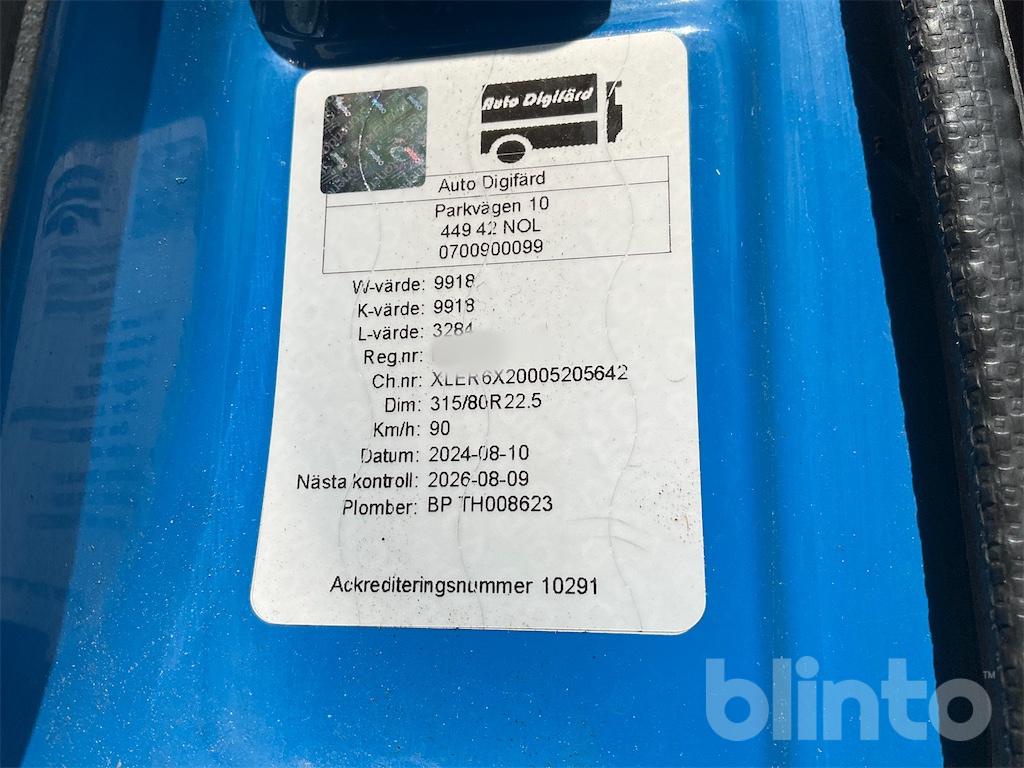 Auto Digifärd
Auto Digifärd
Parkvägen 10
449 42 NOL
0700900099
W-värde: 9918
K-värde: 9918
L-värde: 3284
Reg.nr:
Ch.nr: XLER6X20005205642
Dim: 315/80R22.5
Km/h: 90
Datum: 2024-08-10
Nästa kontroll: 2026-08-09
Plomber: BP TH008623
Ackrediteringsnummer 10291
blinto™